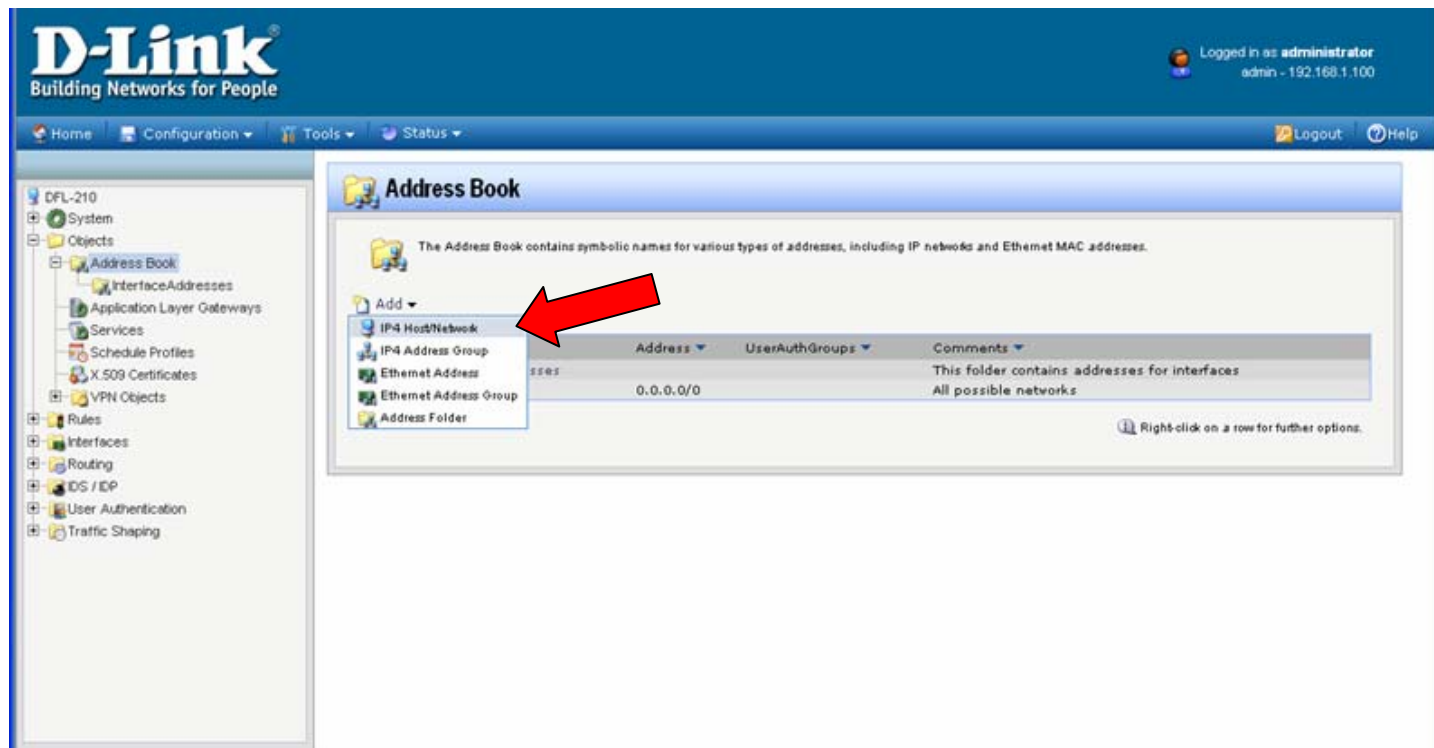 D-Link®
Building Networks for People
Logged in as administrator
admin - 192.168.1.100
Home Configuration Tools Status Logout Help
DFL-210
System
Objects
Address Book
InterfaceAddresses
Application Layer Gateways
Services
Schedule Profiles
X.509 Certificates
VPN Objects
Rules
Interfaces
Routing
IDS / IDP
User Authentication
Traffic Shaping
Address Book
The Address Book contains symbolic names for various types of addresses, including IP networks and Ethernet MAC addresses.
Add
IP4 Host/Network
IP4 Address Group
Ethernet Address
Ethernet Address Group
Address Folder
Address UserAuthGroups Comments
sses This folder contains addresses for interfaces
0.0.0.0/0 All possible networks
Right-click on a row for further options.